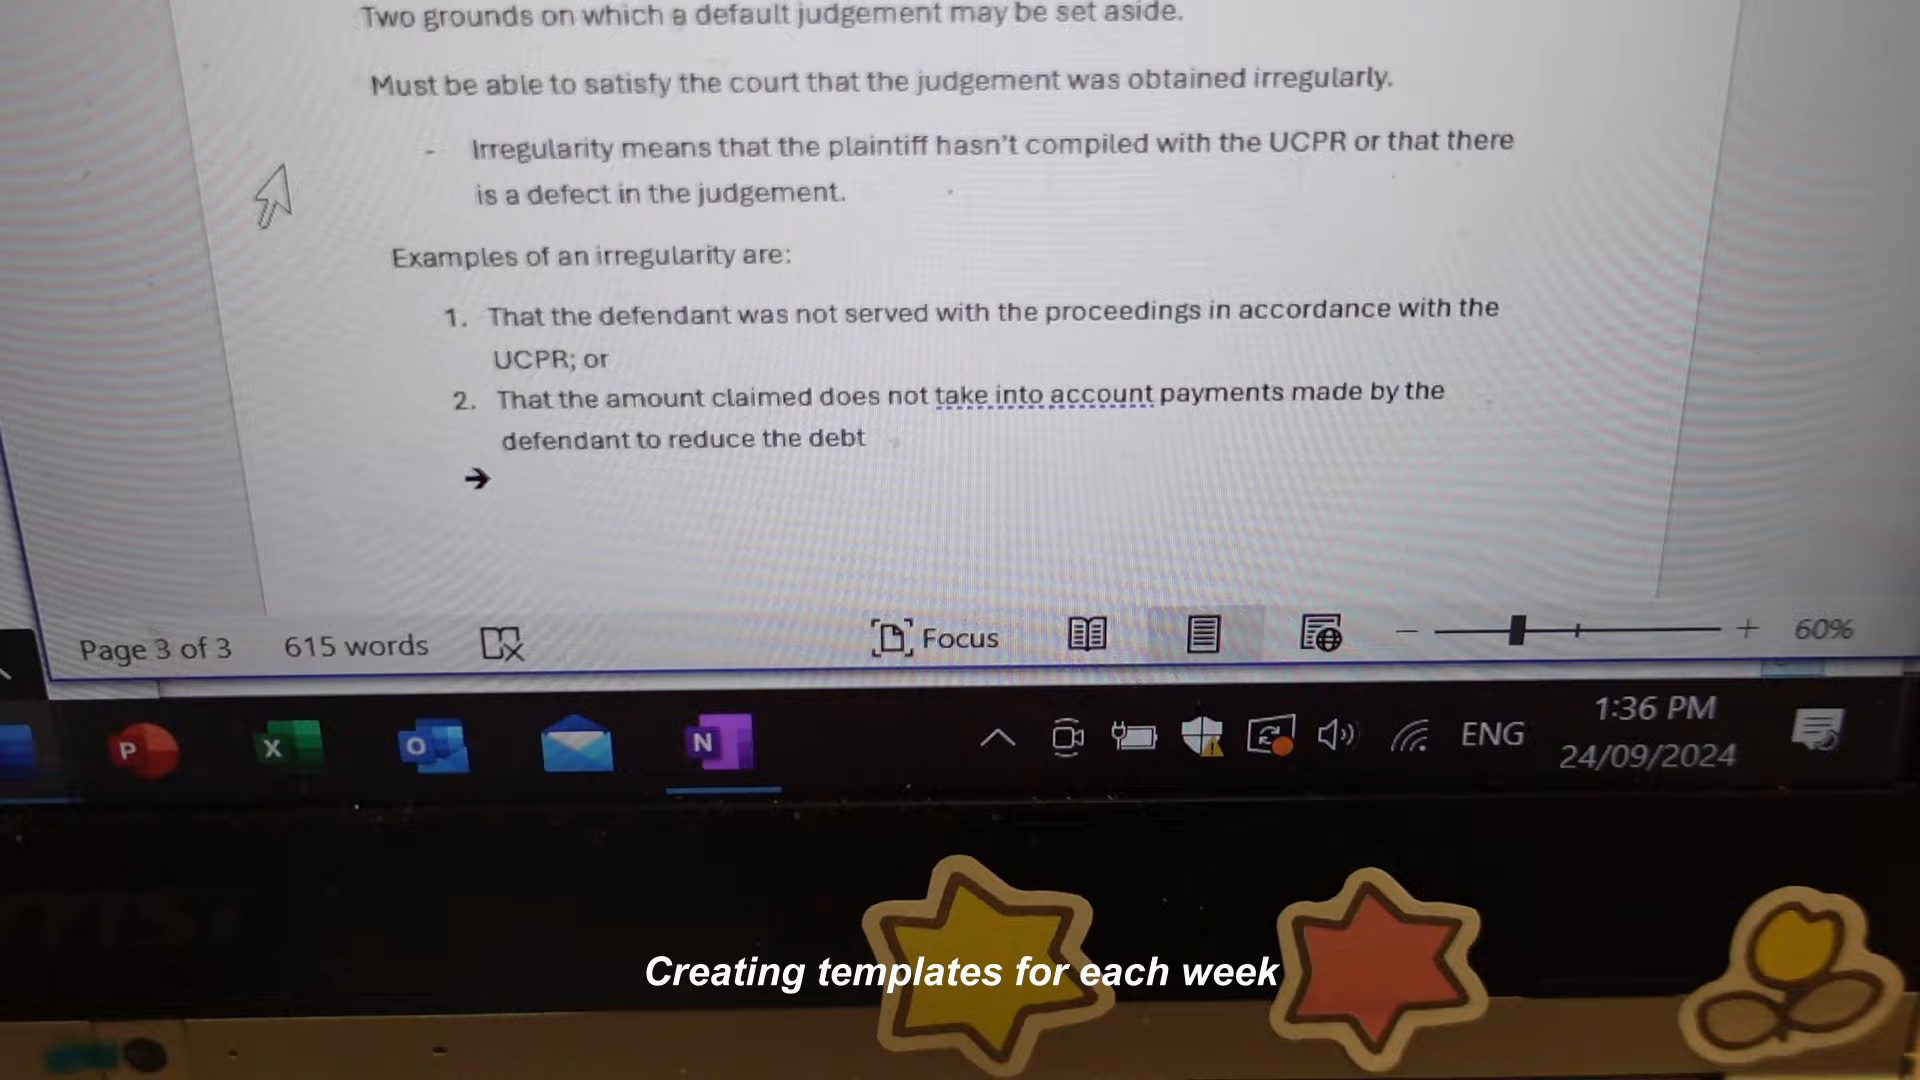 Two grounds on which a default judgement may be set aside.
Must be able to satisfy the court that the judgement was obtained irregularly.
- Irregularity means that the plaintiff hasn't compiled with the UCPR or that there
is a defect in the judgement.
Examples of an irregularity are:
1. That the defendant was not served with the proceedings in accordance with the
UCPR; or
2. That the amount claimed does not take into account payments made by the
defendant to reduce the debt
→
Page 3 of 3 615 words Focus 60%
P X O N ENG 1:36 PM
24/09/2024
msi
Creating templates for each week